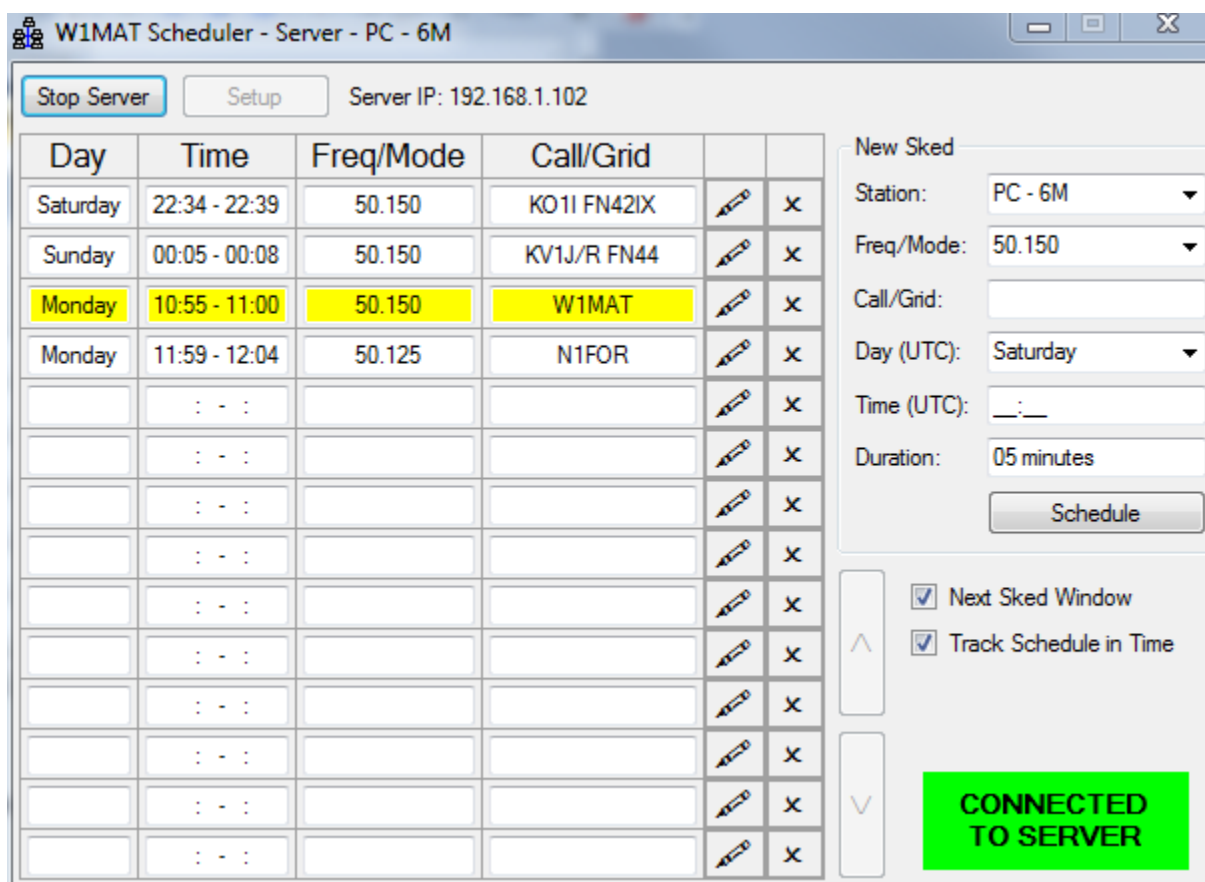 W1MAT Scheduler - Server - PC - 6M
Stop Server Setup Server IP: 192.168.1.102
Day Time Freq/Mode Call/Grid
Saturday 22:34 - 22:39 50.150 KO1I FN42IX x
Sunday 00:05 - 00:08 50.150 KV1J/R FN44 x
Monday 10:55 - 11:00 50.150 W1MAT x
Monday 11:59 - 12:04 50.125 N1FOR x
: - : x
: - : x
: - : x
: - : x
: - : x
: - : x
: - : x
: - : x
: - : x
: - : x
New Sked
Station: PC - 6M
Freq/Mode: 50.150
Call/Grid:
Day (UTC): Saturday
Time (UTC): __:__
Duration: 05 minutes
Schedule
Next Sked Window
Track Schedule in Time
CONNECTED
TO SERVER